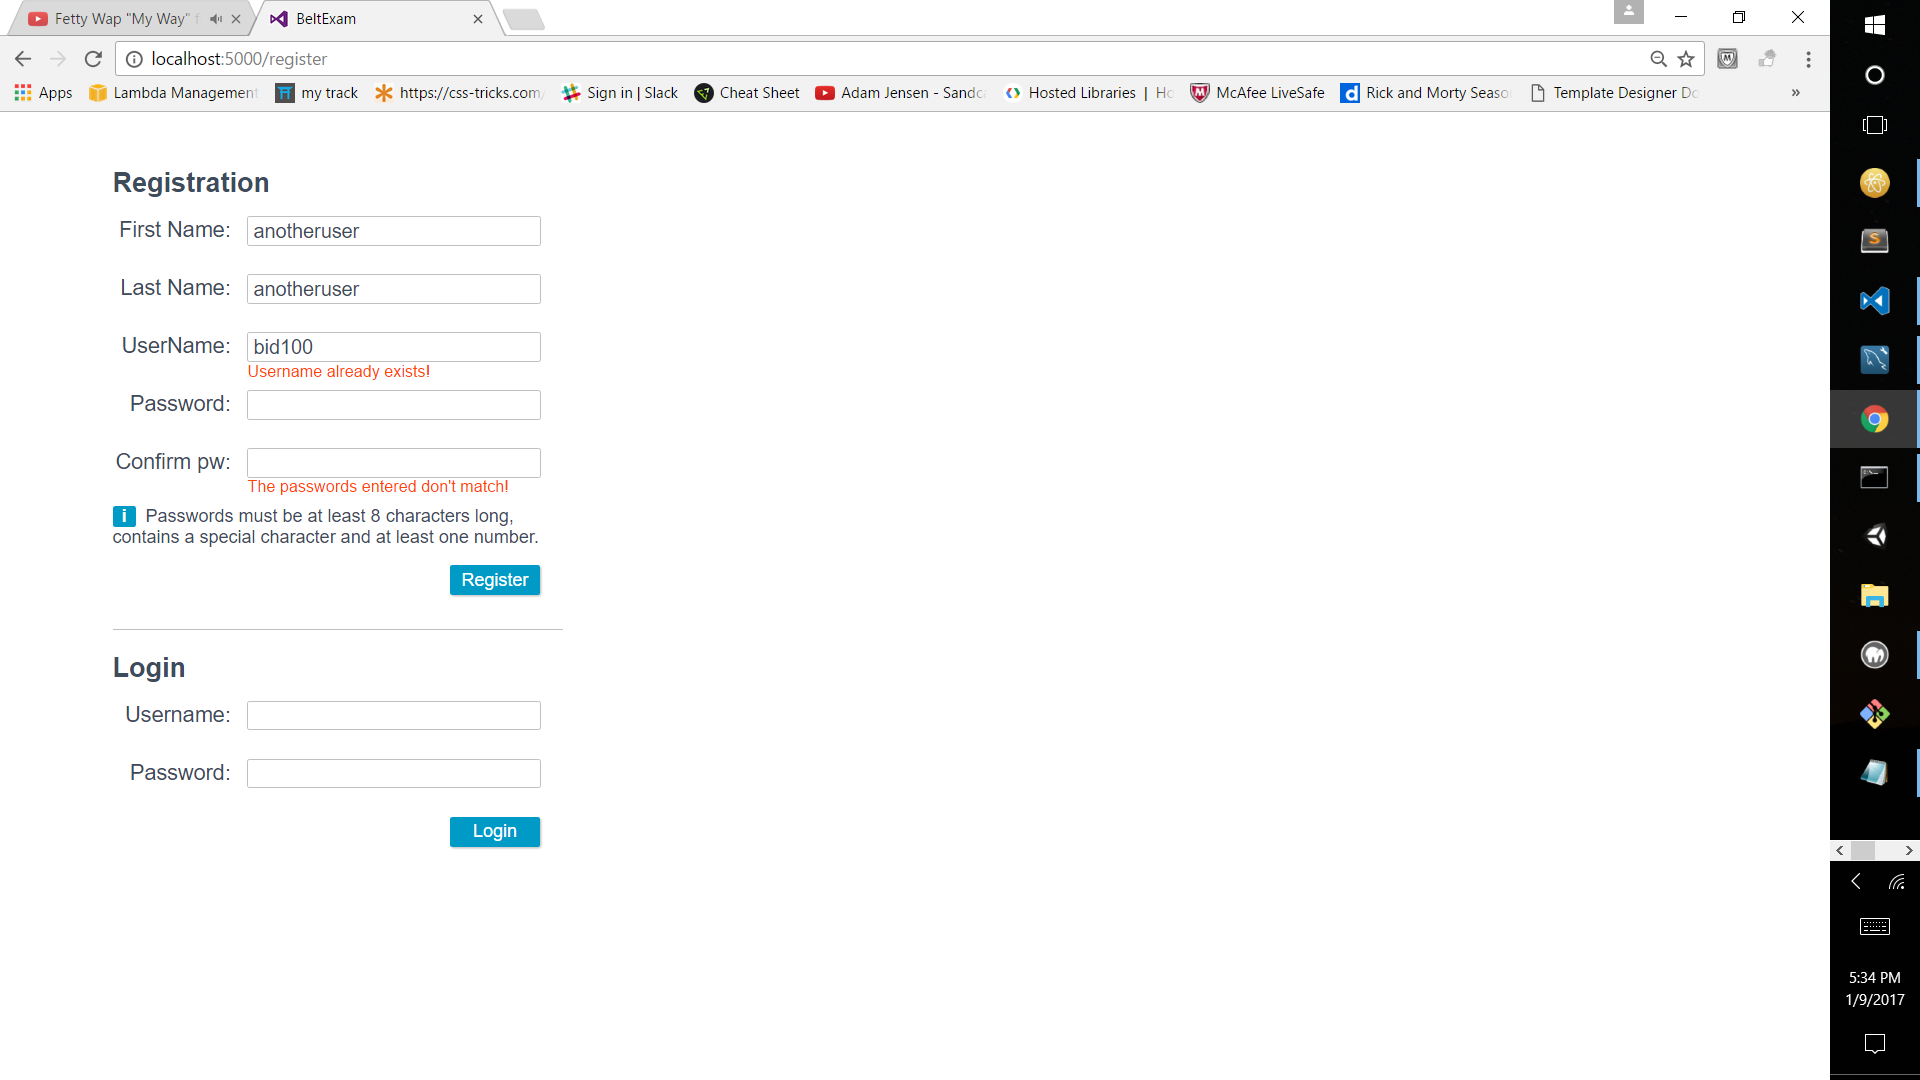 Fetty Wap "My Way"
BeltExam
localhost:5000/register
Apps
Lambda Management
my track
https://css-tricks.com/
Sign in | Slack
Cheat Sheet
Adam Jensen - Sandc
Hosted Libraries | Ho
McAfee LiveSafe
Rick and Morty Seaso
Template Designer Do
»
Registration
First Name: anotheruser
Last Name: anotheruser
UserName: bid100
Username already exists!
Password:
Confirm pw:
The passwords entered don't match!
i Passwords must be at least 8 characters long,
contains a special character and at least one number.
Register
Login
Username:
Password:
Login
5:34 PM
1/9/2017